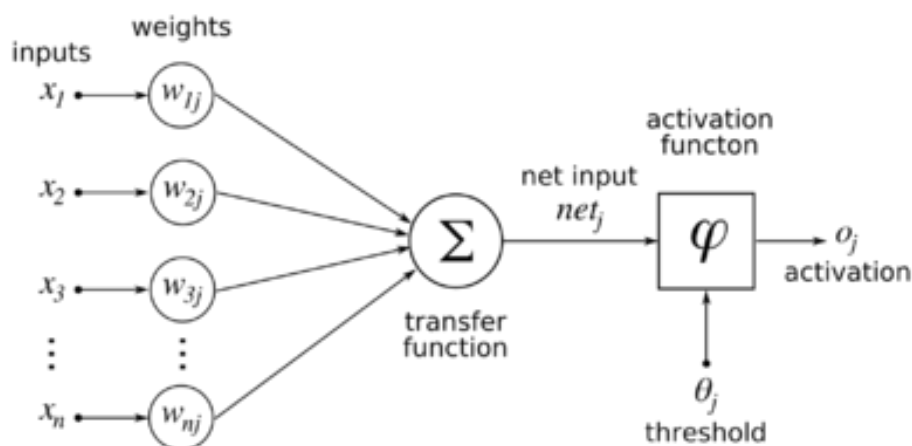 weights
inputs
x₁
w₁ⱼ
x₂
w₂ⱼ
x₃
w₃ⱼ
⋮
⋮
xₙ
wₙⱼ
Σ
transfer
function
net input
netⱼ
activation
functon
φ
oⱼ
activation
θⱼ
threshold